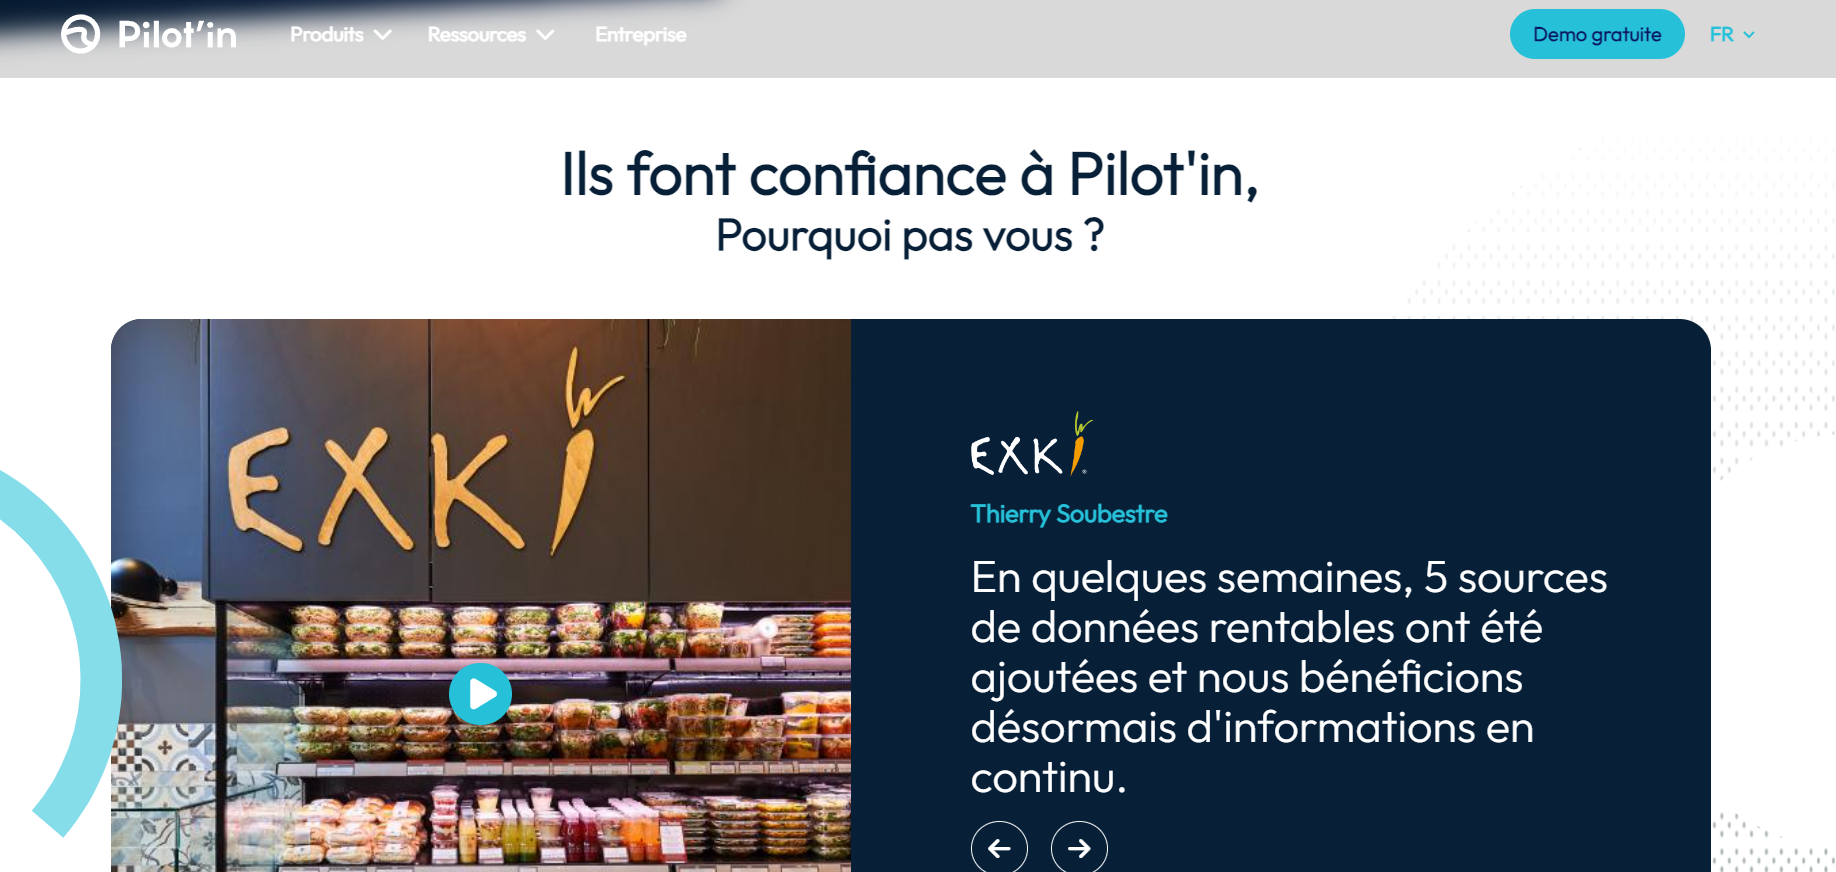 Pilot'in
Produits
Ressources
Entreprise
Demo gratuite
FR
Ils font confiance à Pilot'in,
Pourquoi pas vous ?
EXKi
EXKi
Thierry Soubestre
En quelques semaines, 5 sources
de données rentables ont été
ajoutées et nous bénéficions
désormais d'informations en
continu.